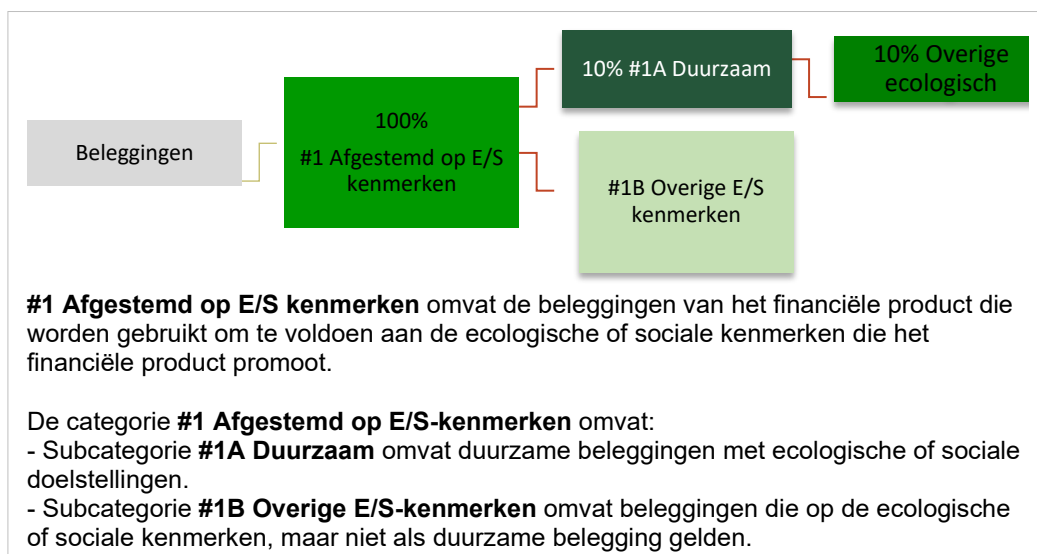 Beleggingen
100%
#1 Afgestemd op E/S
kenmerken
10% #1A Duurzaam
10% Overige
ecologisch
#1B Overige E/S
kenmerken
#1 Afgestemd op E/S kenmerken omvat de beleggingen van het financiële product die
worden gebruikt om te voldoen aan de ecologische of sociale kenmerken die het
financiële product promoot.
De categorie #1 Afgestemd op E/S-kenmerken omvat:
- Subcategorie #1A Duurzaam omvat duurzame beleggingen met ecologische of sociale
doelstellingen.
- Subcategorie #1B Overige E/S-kenmerken omvat beleggingen die op de ecologische
of sociale kenmerken, maar niet als duurzame belegging gelden.